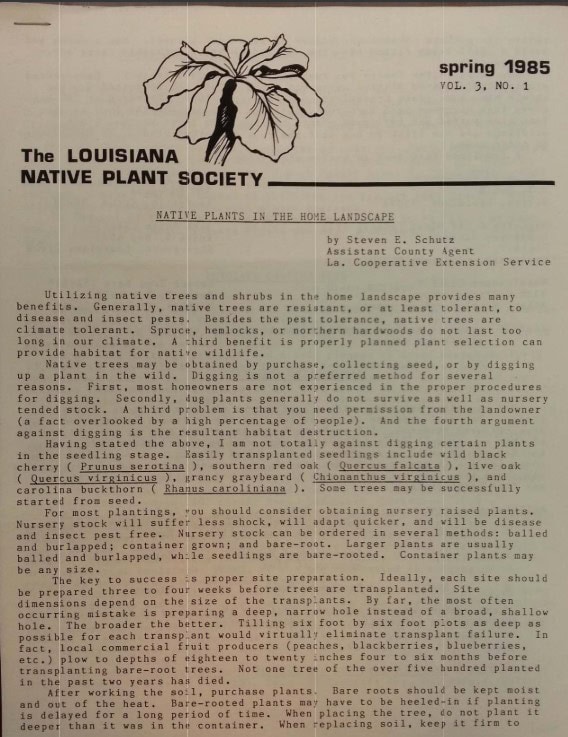 spring 1985
VOL. 3, NO. 1
The LOUISIANA
NATIVE PLANT SOCIETY
NATIVE PLANTS IN THE HOME LANDSCAPE
by Steven E. Schutz
Assistant County Agent
La. Cooperative Extension Service
Utilizing native trees and shrubs in the home landscape provides many
benefits. Generally, native trees are resistant, or at least tolerant, to
disease and insect pests. Besides the pest tolerance, native trees are
climate tolerant. Spruce, hemlocks, or northern hardwoods do not last too
long in our climate. A third benefit is properly planned plant selection can
provide habitat for native wildlife.
Native trees may be obtained by purchase, collecting seed, or by digging
up a plant in the wild. Digging is not a preferred method for several
reasons. First, most homeowners are not experienced in the proper procedures
for digging. Secondly, dug plants generally do not survive as well as nursery
tended stock. A third problem is that you need permission from the landowner
(a fact overlooked by a high percentage of people). And the fourth argument
against digging is the resultant habitat destruction.
Having stated the above, I am not totally against digging certain plants
in the seedling stage. Easily transplanted seedlings include wild black
cherry ( Prunus serotina ), southern red oak ( Quercus falcata ), live oak
( Quercus virginicus ), grancy graybeard ( Chionanthus virginicus ), and
carolina buckthorn ( Rhanus caroliniana ). Some trees may be successfully
started from seed.
For most plantings, you should consider obtaining nursery raised plants.
Nursery stock will suffer less shock, will adapt quicker, and will be disease
and insect pest free. Nursery stock can be ordered in several methods: balled
and burlapped; container grown; and bare-root. Larger plants are usually
balled and burlapped, while seedlings are bare-rooted. Container plants may
be any size.
The key to success is proper site preparation. Ideally, each site should
be prepared three to four weeks before trees are transplanted. Site
dimensions depend on the size of the transplants. By far, the most often
occurring mistake is preparing a deep, narrow hole instead of a broad, shallow
hole. The broader the better. Tilling six foot by six foot plots as deep as
possible for each transplant would virtually eliminate transplant failure. In
fact, local commercial fruit producers (peaches, blackberries, blueberries,
etc.) plow to depths of eighteen to twenty inches four to six months before
transplanting bare-root trees. Not one tree of the over five hundred planted
in the past two years has died.
After working the soil, purchase plants. Bare roots should be kept moist
and out of the heat. Bare-rooted plants may have to be heeled-in if planting
is delayed for a long period of time. When placing the tree, do not plant it
deeper than it was in the container. When replacing soil, keep it firm to